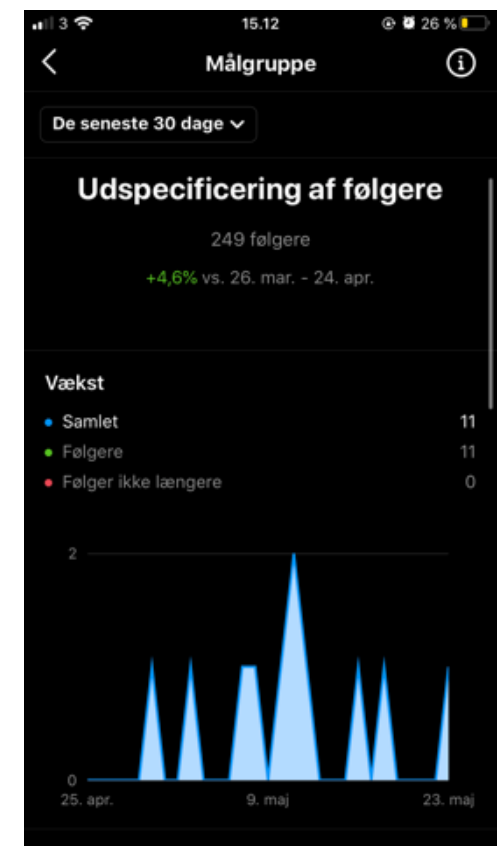 3 15.12 26 %
Målgruppe
De seneste 30 dage
Udspecificering af følgere
249 følgere
+4,6% vs. 26. mar. - 24. apr.
Vækst
Samlet 11
Følgere 11
Følger ikke længere 0
2
0
25. apr. 9. maj 23. maj